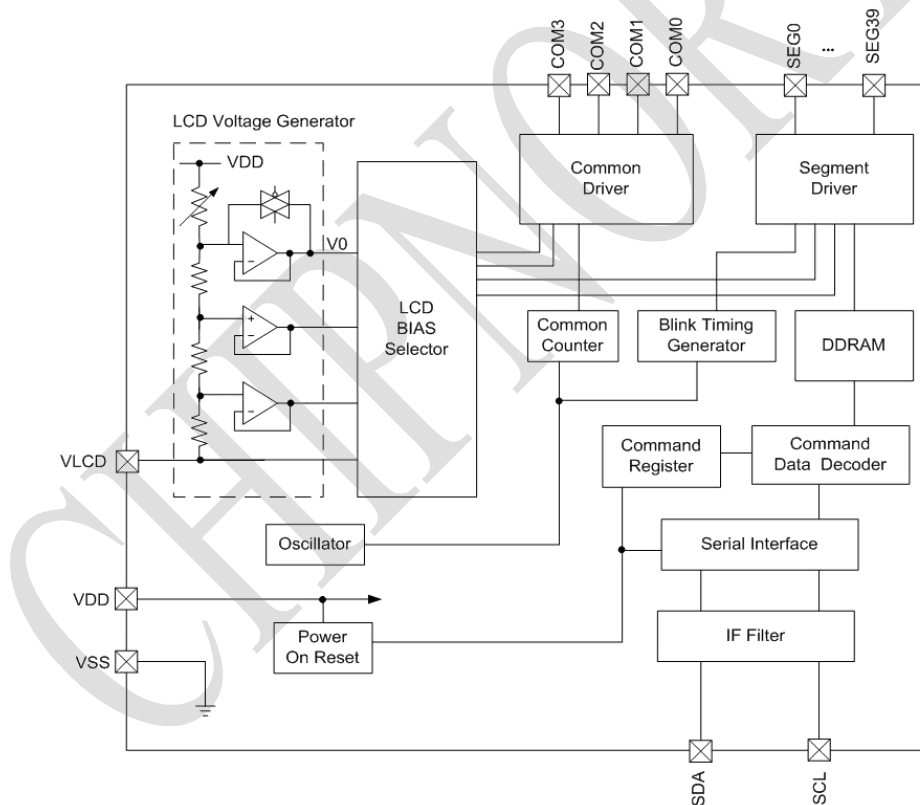 COM3
COM2
COM1
COM0
SEG0
...
SEG39
LCD Voltage Generator
VDD
V0
+
-
-
-
LCD
BIAS
Selector
Common
Driver
Segment
Driver
Common
Counter
Blink Timing
Generator
DDRAM
VLCD
Command
Register
Command
Data Decoder
Oscillator
Serial Interface
VDD
Power
On Reset
IF Filter
VSS
SDA
SCL
CHIPNOR